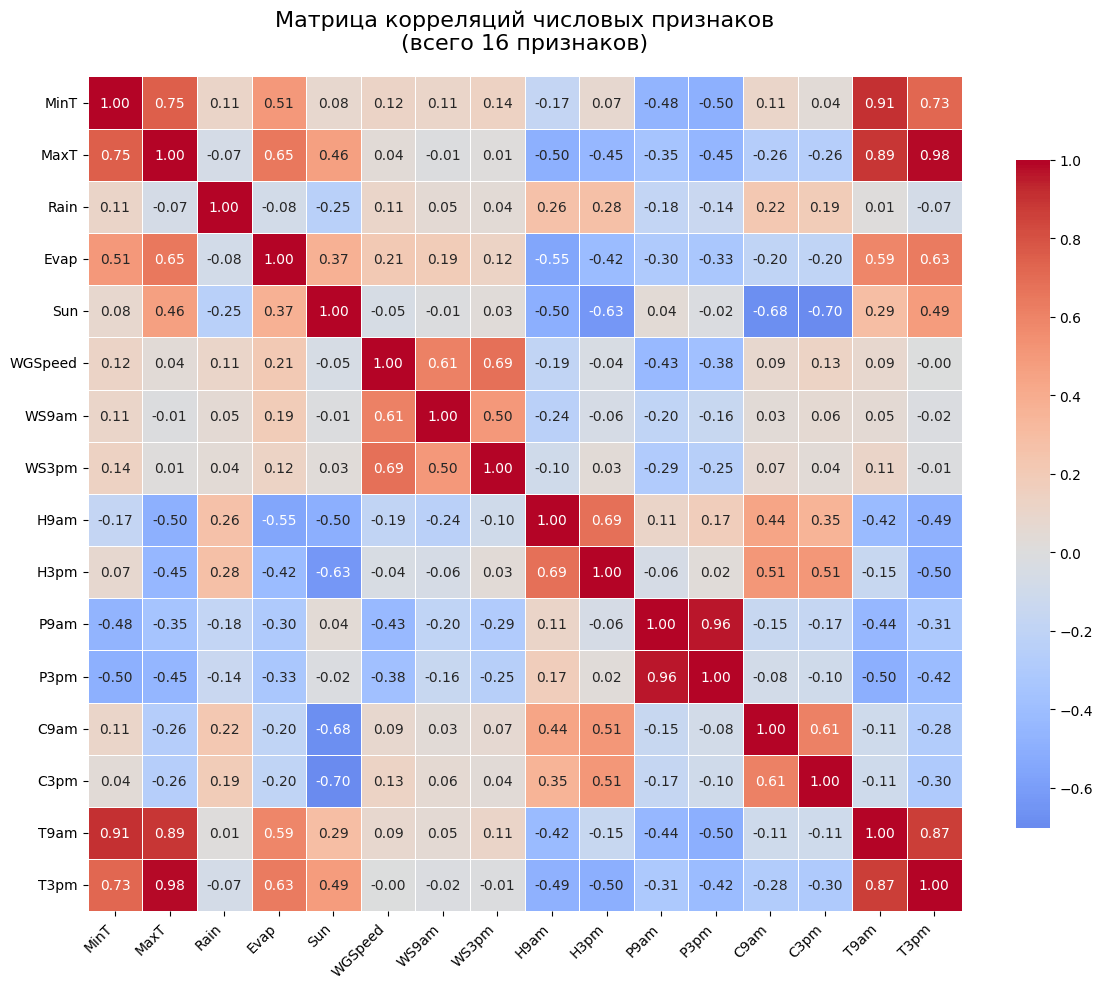 Матрица корреляций числовых признаков
(всего 16 признаков)
MinT 1.00 0.75 0.11 0.51 0.08 0.12 0.11 0.14 -0.17 0.07 -0.48 -0.50 0.11 0.04 0.91 0.73
MaxT 0.75 1.00 -0.07 0.65 0.46 0.04 -0.01 0.01 -0.50 -0.45 -0.35 -0.45 -0.26 -0.26 0.89 0.98
Rain 0.11 -0.07 1.00 -0.08 -0.25 0.11 0.05 0.04 0.26 0.28 -0.18 -0.14 0.22 0.19 0.01 -0.07
Evap 0.51 0.65 -0.08 1.00 0.37 0.21 0.19 0.12 -0.55 -0.42 -0.30 -0.33 -0.20 -0.20 0.59 0.63
Sun 0.08 0.46 -0.25 0.37 1.00 -0.05 -0.01 0.03 -0.50 -0.63 0.04 -0.02 -0.68 -0.70 0.29 0.49
WGSpeed 0.12 0.04 0.11 0.21 -0.05 1.00 0.61 0.69 -0.19 -0.04 -0.43 -0.38 0.09 0.13 0.09 -0.00
WS9am 0.11 -0.01 0.05 0.19 -0.01 0.61 1.00 0.50 -0.24 -0.06 -0.20 -0.16 0.03 0.06 0.05 -0.02
WS3pm 0.14 0.01 0.04 0.12 0.03 0.69 0.50 1.00 -0.10 0.03 -0.29 -0.25 0.07 0.04 0.11 -0.01
H9am -0.17 -0.50 0.26 -0.55 -0.50 -0.19 -0.24 -0.10 1.00 0.69 0.11 0.17 0.44 0.35 -0.42 -0.49
H3pm 0.07 -0.45 0.28 -0.42 -0.63 -0.04 -0.06 0.03 0.69 1.00 -0.06 0.02 0.51 0.51 -0.15 -0.50
P9am -0.48 -0.35 -0.18 -0.30 0.04 -0.43 -0.20 -0.29 0.11 -0.06 1.00 0.96 -0.15 -0.17 -0.44 -0.31
P3pm -0.50 -0.45 -0.14 -0.33 -0.02 -0.38 -0.16 -0.25 0.17 0.02 0.96 1.00 -0.08 -0.10 -0.50 -0.42
C9am 0.11 -0.26 0.22 -0.20 -0.68 0.09 0.03 0.07 0.44 0.51 -0.15 -0.08 1.00 0.61 -0.11 -0.28
C3pm 0.04 -0.26 0.19 -0.20 -0.70 0.13 0.06 0.04 0.35 0.51 -0.17 -0.10 0.61 1.00 -0.11 -0.30
T9am 0.91 0.89 0.01 0.59 0.29 0.09 0.05 0.11 -0.42 -0.15 -0.44 -0.50 -0.11 -0.11 1.00 0.87
T3pm 0.73 0.98 -0.07 0.63 0.49 -0.00 -0.02 -0.01 -0.49 -0.50 -0.31 -0.42 -0.28 -0.30 0.87 1.00
MinT MaxT Rain Evap Sun WGSpeed WS9am WS3pm H9am H3pm P9am P3pm C9am C3pm T9am T3pm
1.0
0.8
0.6
0.4
0.2
0.0
−0.2
−0.4
−0.6